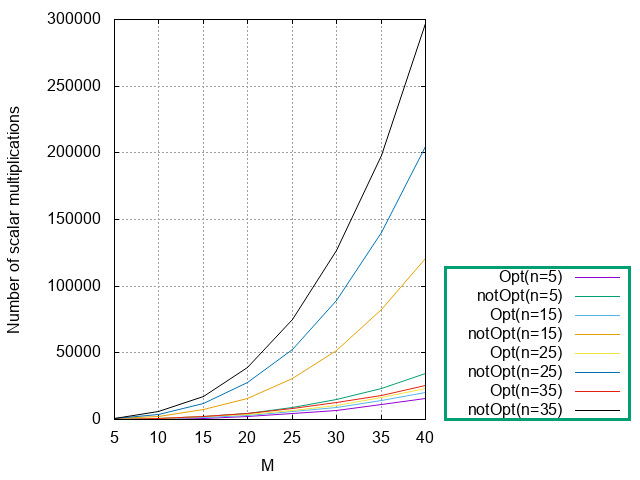 300000
250000
200000
150000
100000
50000
0
5 10 15 20 25 30 35 40
Number of scalar multiplications
M
Opt(n=5)
notOpt(n=5)
Opt(n=15)
notOpt(n=15)
Opt(n=25)
notOpt(n=25)
Opt(n=35)
notOpt(n=35)